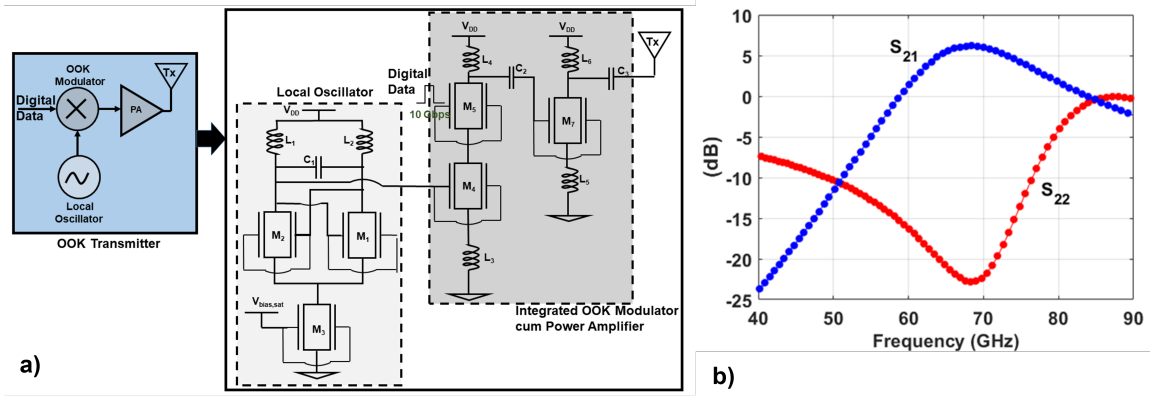 OOK
Modulator
Tx
Digital
Data
PA
Local
Oscillator
OOK Transmitter
a)
Local Oscillator
V_DD
L_1
L_2
C_1
M_2
M_1
V_bias,sat
M_3
V_DD
L_4
C_2
Digital
Data
10 Gbps
M_5
M_4
L_3
V_DD
L_6
C_3
Tx
M_7
L_5
Integrated OOK Modulator
cum Power Amplifier
10
5
0
-5
-10
-15
-20
-25
(dB)
S_21
S_22
40 50 60 70 80 90
Frequency (GHz)
b)